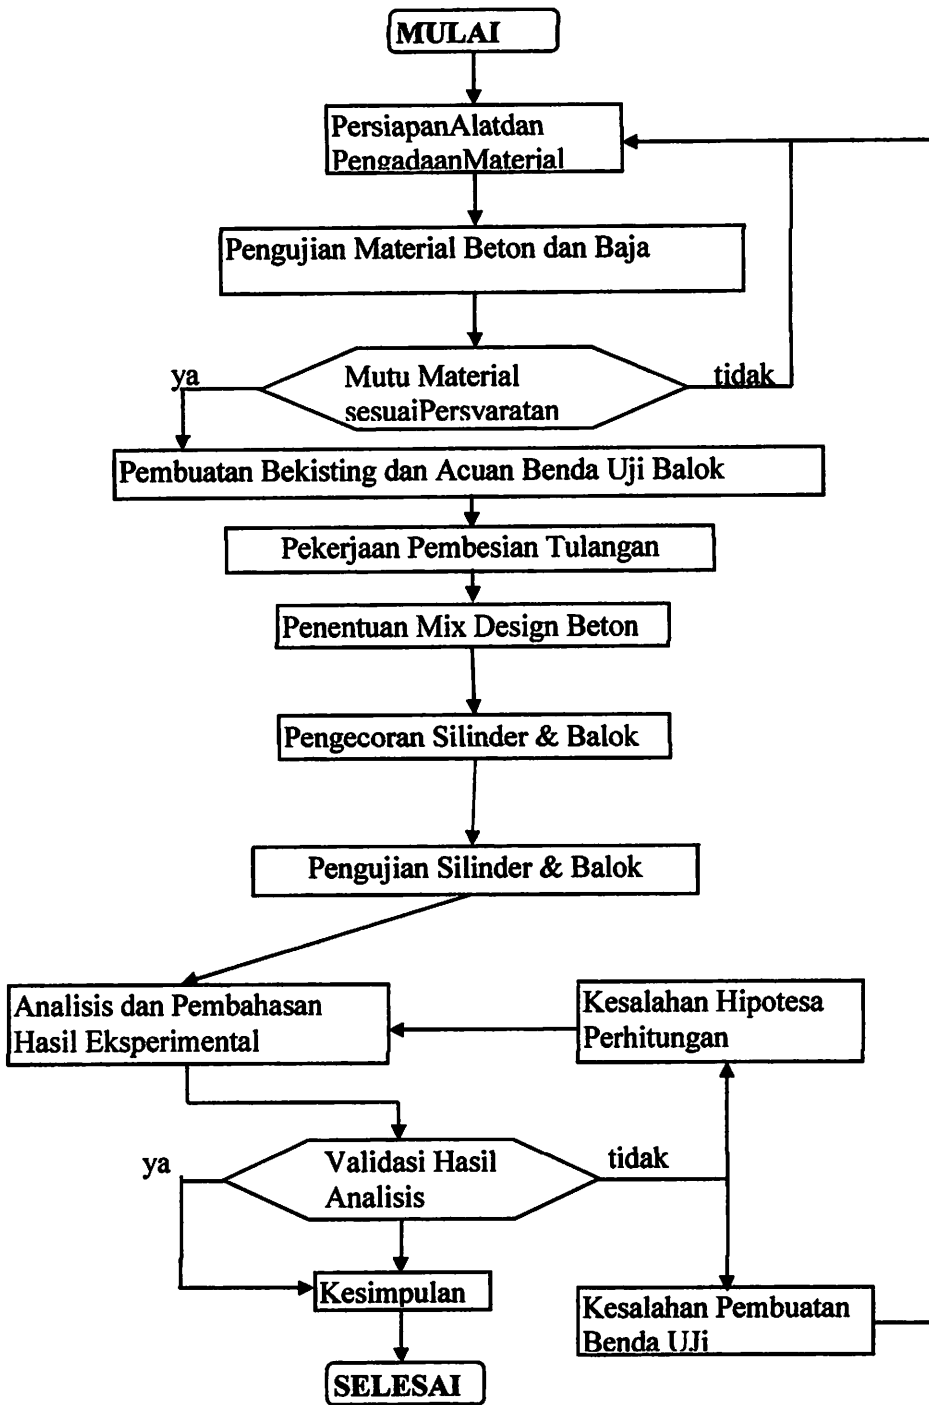 MULAI
PersiapanAlatdan
PengadaanMaterial
Pengujian Material Beton dan Baja
ya
Mutu Material
sesuaiPersyaratan
tidak
Pembuatan Bekisting dan Acuan Benda Uji Balok
Pekerjaan Pembesian Tulangan
Penentuan Mix Design Beton
Pengecoran Silinder & Balok
Pengujian Silinder & Balok
Analisis dan Pembahasan
Hasil Eksperimental
Kesalahan Hipotesa
Perhitungan
ya
Validasi Hasil
Analisis
tidak
Kesimpulan
Kesalahan Pembuatan
Benda UJi
SELESAI